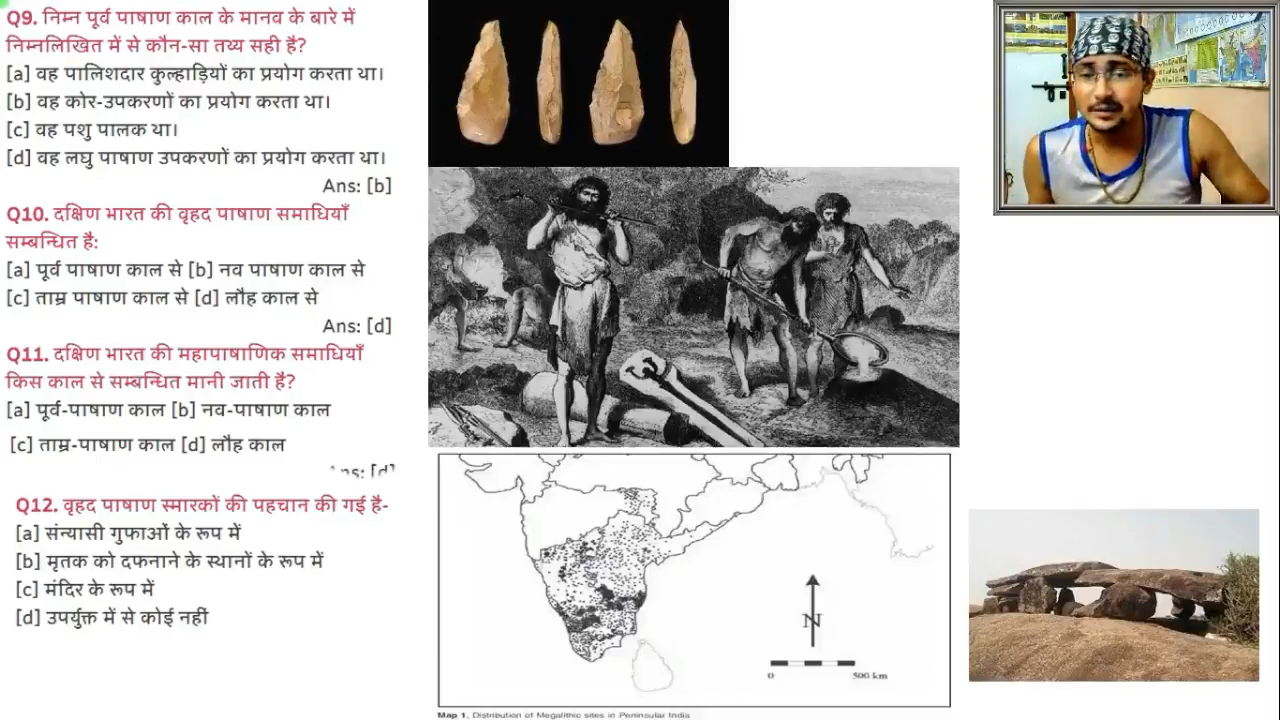 Q9. निम्न पूर्व पाषाण काल के मानव के बारे में
निम्नलिखित में से कौन-सा तथ्य सही है?
[a] वह पालिशदार कुल्हाड़ियों का प्रयोग करता था।
[b] वह कोर-उपकरणों का प्रयोग करता था।
[c] वह पशु पालक था।
[d] वह लघु पाषाण उपकरणों का प्रयोग करता था।
Ans: [b]
Q10. दक्षिण भारत की वृहद पाषाण समाधियाँ
सम्बन्धित है:
[a] पूर्व पाषाण काल से [b] नव पाषाण काल से
[c] ताम्र पाषाण काल से [d] लौह काल से
Ans: [d]
Q11. दक्षिण भारत की महापाषाणिक समाधियाँ
किस काल से सम्बन्धित मानी जाती है?
[a] पूर्व-पाषाण काल [b] नव-पाषाण काल
[c] ताम्र-पाषाण काल [d] लौह काल
Q12. वृहद पाषाण स्मारकों की पहचान की गई है-
[a] संन्यासी गुफाओं के रूप में
[b] मृतक को दफनाने के स्थानों के रूप में
[c] मंदिर के रूप में
[d] उपर्युक्त में से कोई नहीं
N
0 500 km
Map 1. Distribution of Megalithic sites in Peninsular India